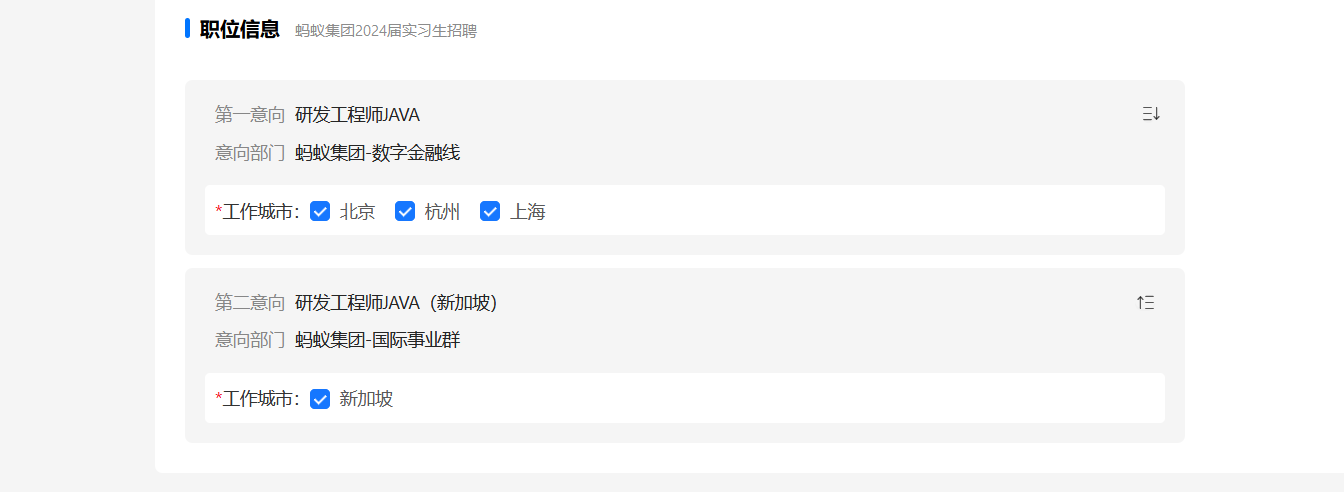 职位信息 蚂蚁集团2024届实习生招聘
第一意向 研发工程师JAVA
意向部门 蚂蚁集团-数字金融线
*工作城市： 北京 杭州 上海
第二意向 研发工程师JAVA（新加坡）
意向部门 蚂蚁集团-国际事业群
*工作城市： 新加坡